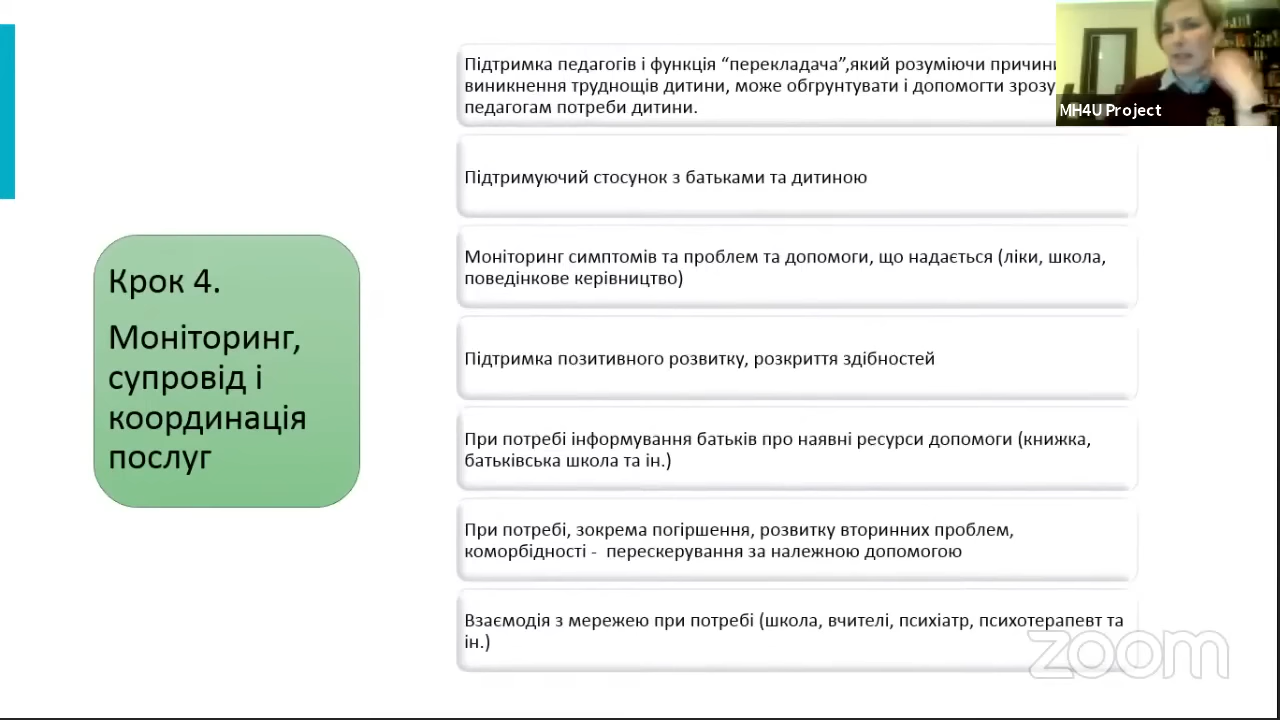 Підтримка педагогів і функція “перекладача”,який розуміючи
виникнення труднощів дитини, може обгрунтувати і допомогти
педагогам потреби дитини.
Підтримуючий стосунок з батьками та дитиною
Моніторинг симптомів та проблем та допомоги, що надається (ліки, школа,
поведінкове керівництво)
Підтримка позитивного розвитку, розкриття здібностей
При потребі інформування батьків про наявні ресурси допомоги (книжка,
батьківська школа та ін.)
При потребі, зокрема погіршення, розвитку вторинних проблем,
коморбідності - перескерування за належною допомогою
Взаємодія з мережею при потребі (школа, вчителі, психіатр, психотерапевт та
ін.)
Крок 4.
Моніторинг,
супровід і
координація
послуг
MH4U Project
zoom